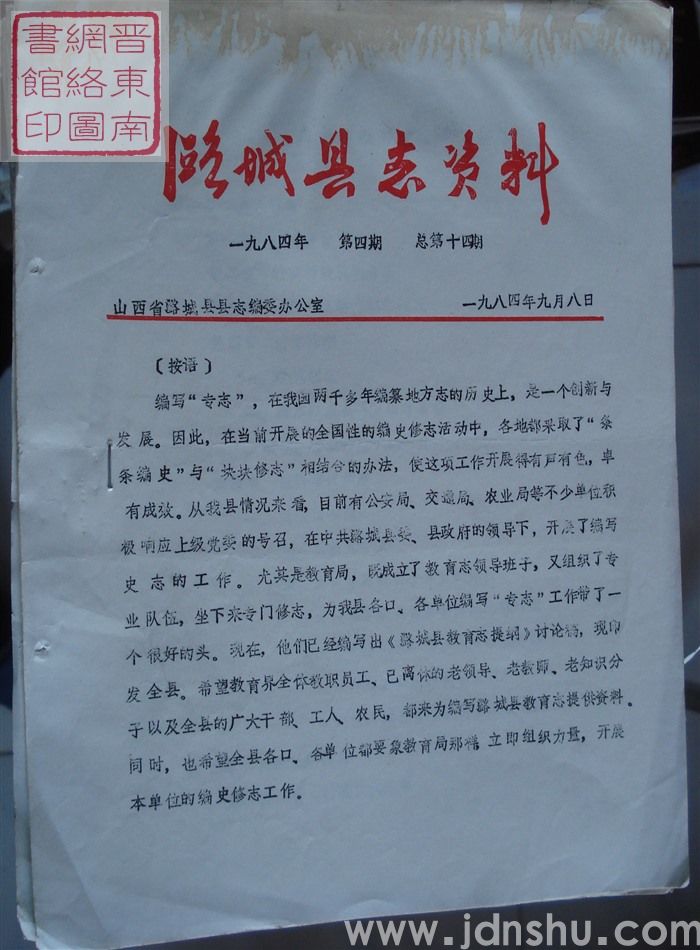 晋東南
網絡圖
書館印
潞城县志资料
一九八四年 第四期 总第十四期
山西省潞城县县志编委办公室 一九八四年九月八日
〔按语〕
编写“专志”，在我国两千多年编纂地方志的历史上，是一个创新与
发展。因此，在当前开展的全国性的编史修志活动中，各地都采取了“条
条编史”与“块块修志”相结合的办法，使这项工作开展得有声有色，卓
有成效。从我县情况来看，目前有公安局、交通局、农业局等不少单位积
极响应上级党委的号召，在中共潞城县委、县政府的领导下，开展了编写
史志的工作。尤其是教育局，既成立了教育志领导班子，又组织了专
业队伍，坐下来专门修志，为我县各口、各单位编写“专志”工作带了一
个很好的头。现在，他们已经编写出《潞城县教育志提纲》讨论稿，现印
发全县。希望教育界全体教职员工、已离休的老领导、老教师、老知识分
子以及全县的广大干部、工人、农民，都来为编写潞城县教育志提供资料。
同时，也希望全县各口、各单位都要象教育局那样，立即组织力量，开展
本单位的编史修志工作。
www.jdnshu.com